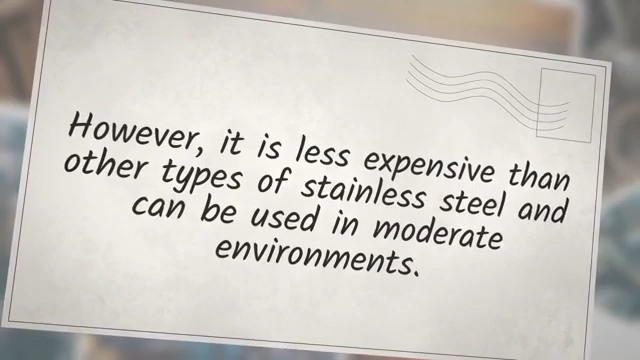 However, it is less expensive than
other types of stainless steel and
can be used in moderate
environments.